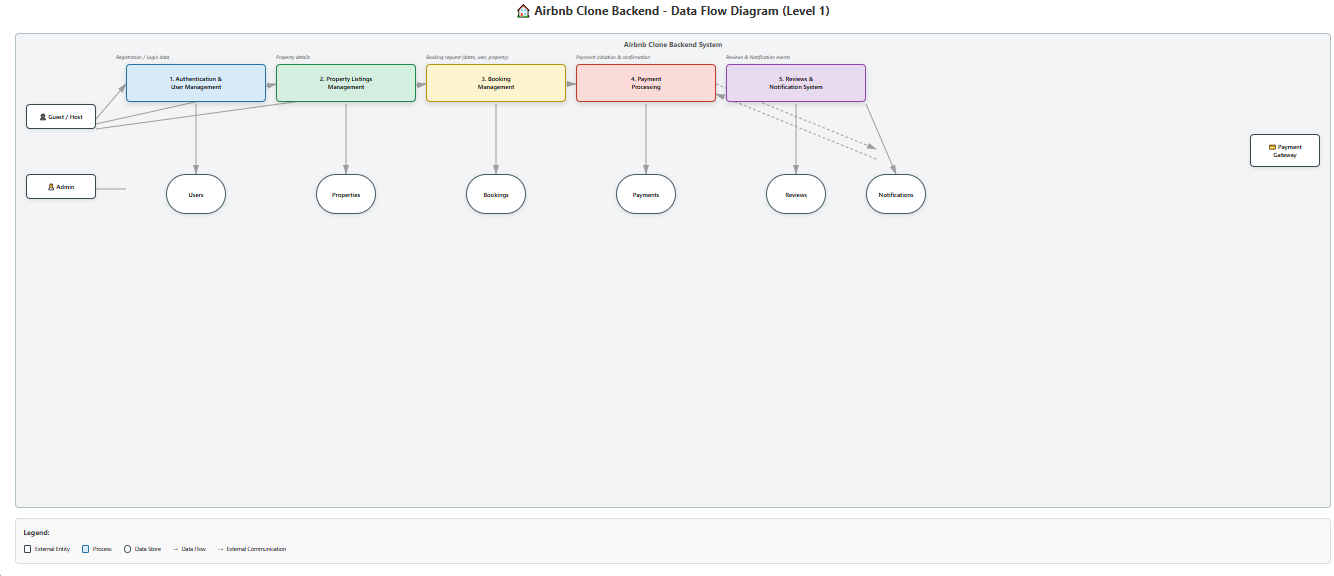 🏠 Airbnb Clone Backend - Data Flow Diagram (Level 1)
Airbnb Clone Backend System
Registration / Login data
Property details
Booking request (dates, user, property)
Payment initiation & confirmation
Reviews & Notification events
1. Authentication &
User Management
2. Property Listings
Management
3. Booking
Management
4. Payment
Processing
5. Reviews &
Notification System
Guest / Host
Payment
Gateway
Admin
Users
Properties
Bookings
Payments
Reviews
Notifications
Legend:
External Entity
Process
Data Store
→ Data Flow
→ External Communication